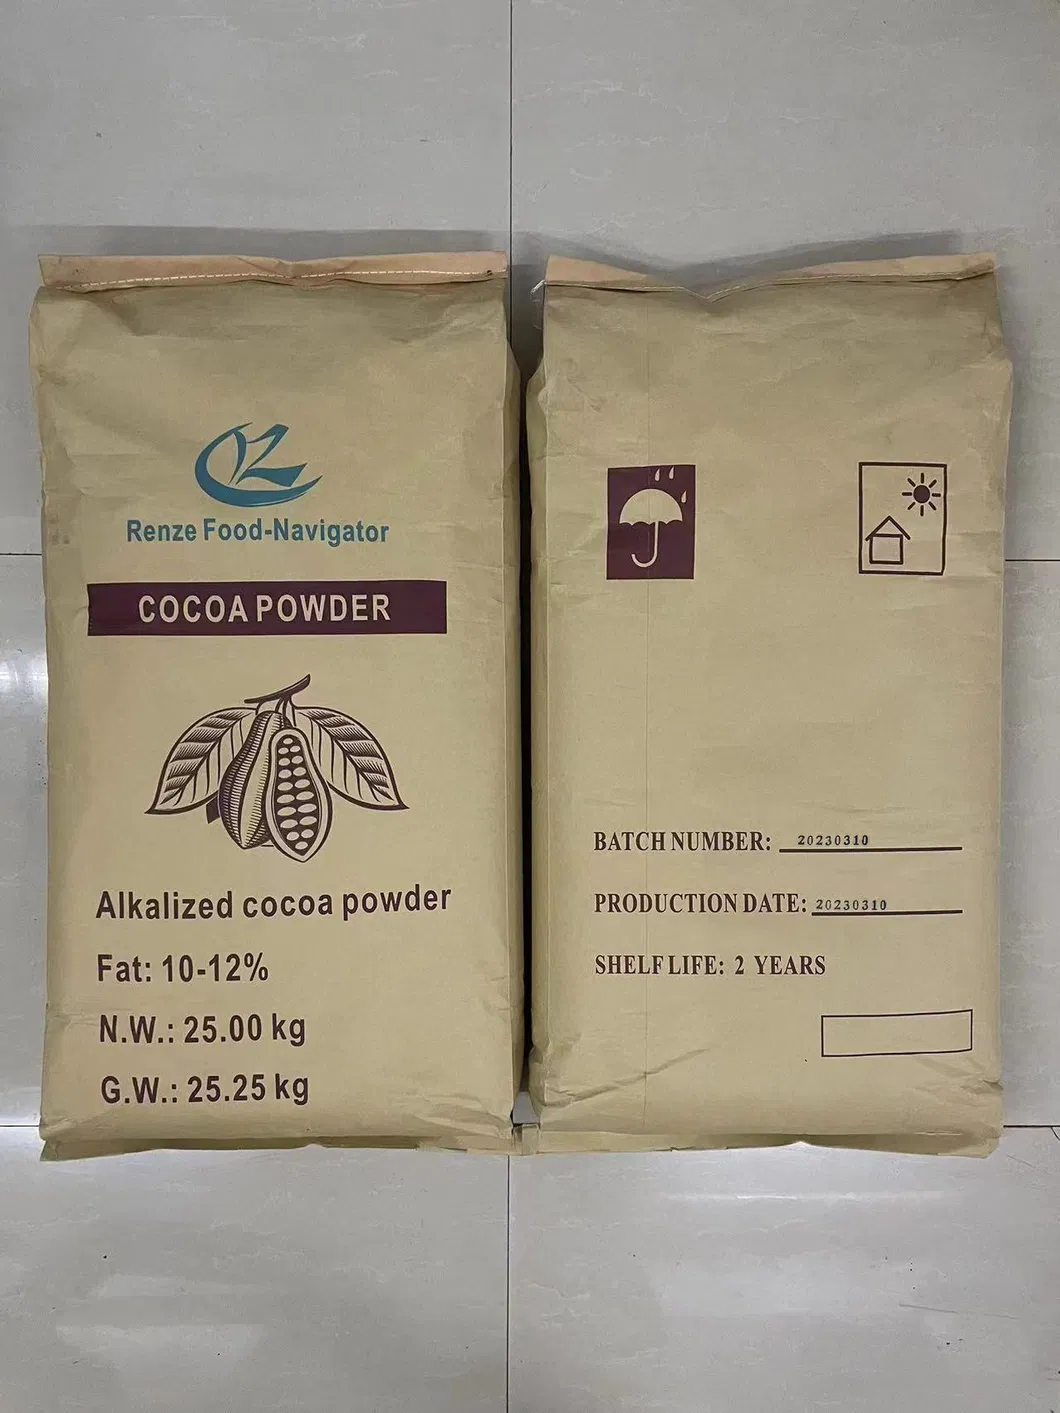 Renze Food-Navigator
COCOA POWDER
Alkalized cocoa powder
Fat: 10-12%
N.W.: 25.00 kg
G.W.: 25.25 kg
BATCH NUMBER: 20230310
PRODUCTION DATE: 20230310
SHELF LIFE: 2 YEARS